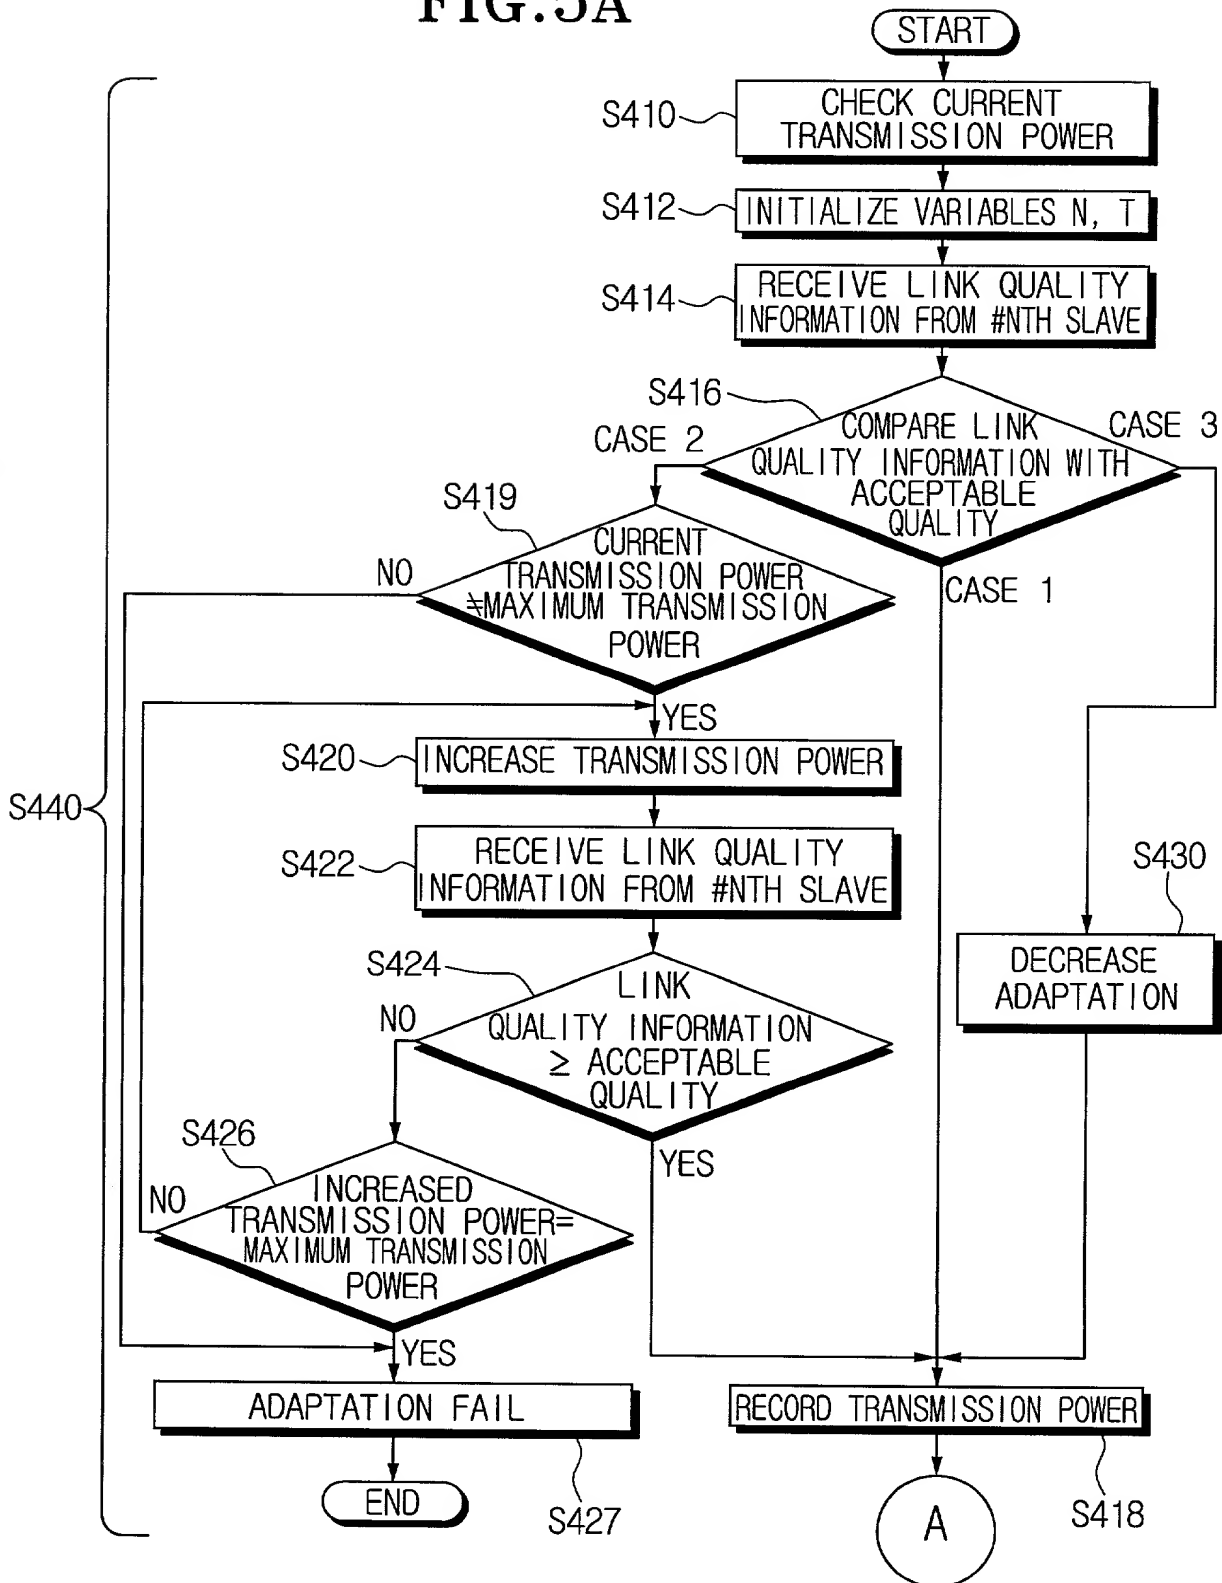 FIG.5A
START
S410
CHECK CURRENT
TRANSMISSION POWER
S412
INITIALIZE VARIABLES N, T
S414
RECEIVE LINK QUALITY
INFORMATION FROM #NTH SLAVE
S416
CASE 2
CASE 3
COMPARE LINK
QUALITY INFORMATION WITH
ACCEPTABLE
QUALITY
CASE 1
S419
NO
CURRENT
TRANSMISSION POWER
≠MAXIMUM TRANSMISSION
POWER
YES
S420
INCREASE TRANSMISSION POWER
S440
S422
RECEIVE LINK QUALITY
INFORMATION FROM #NTH SLAVE
S430
DECREASE
ADAPTATION
S424
NO
LINK
QUALITY INFORMATION
≥ ACCEPTABLE
QUALITY
YES
S426
NO
INCREASED
TRANSMISSION POWER=
MAXIMUM TRANSMISSION
POWER
YES
ADAPTATION FAIL
RECORD TRANSMISSION POWER
END
S427
A
S418